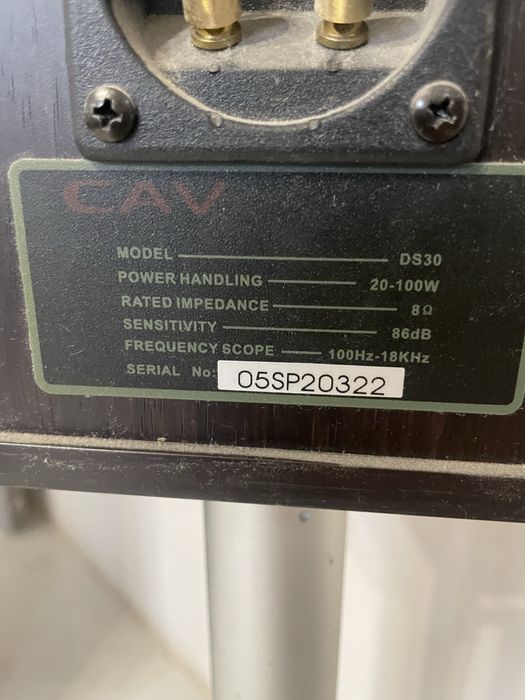 CAV
MODEL DS30
POWER HANDLING 20-100W
RATED IMPEDANCE 8Ω
SENSITIVITY 86dB
FREQUENCY SCOPE 100Hz-18KHz
SERIAL No: 05SP20322